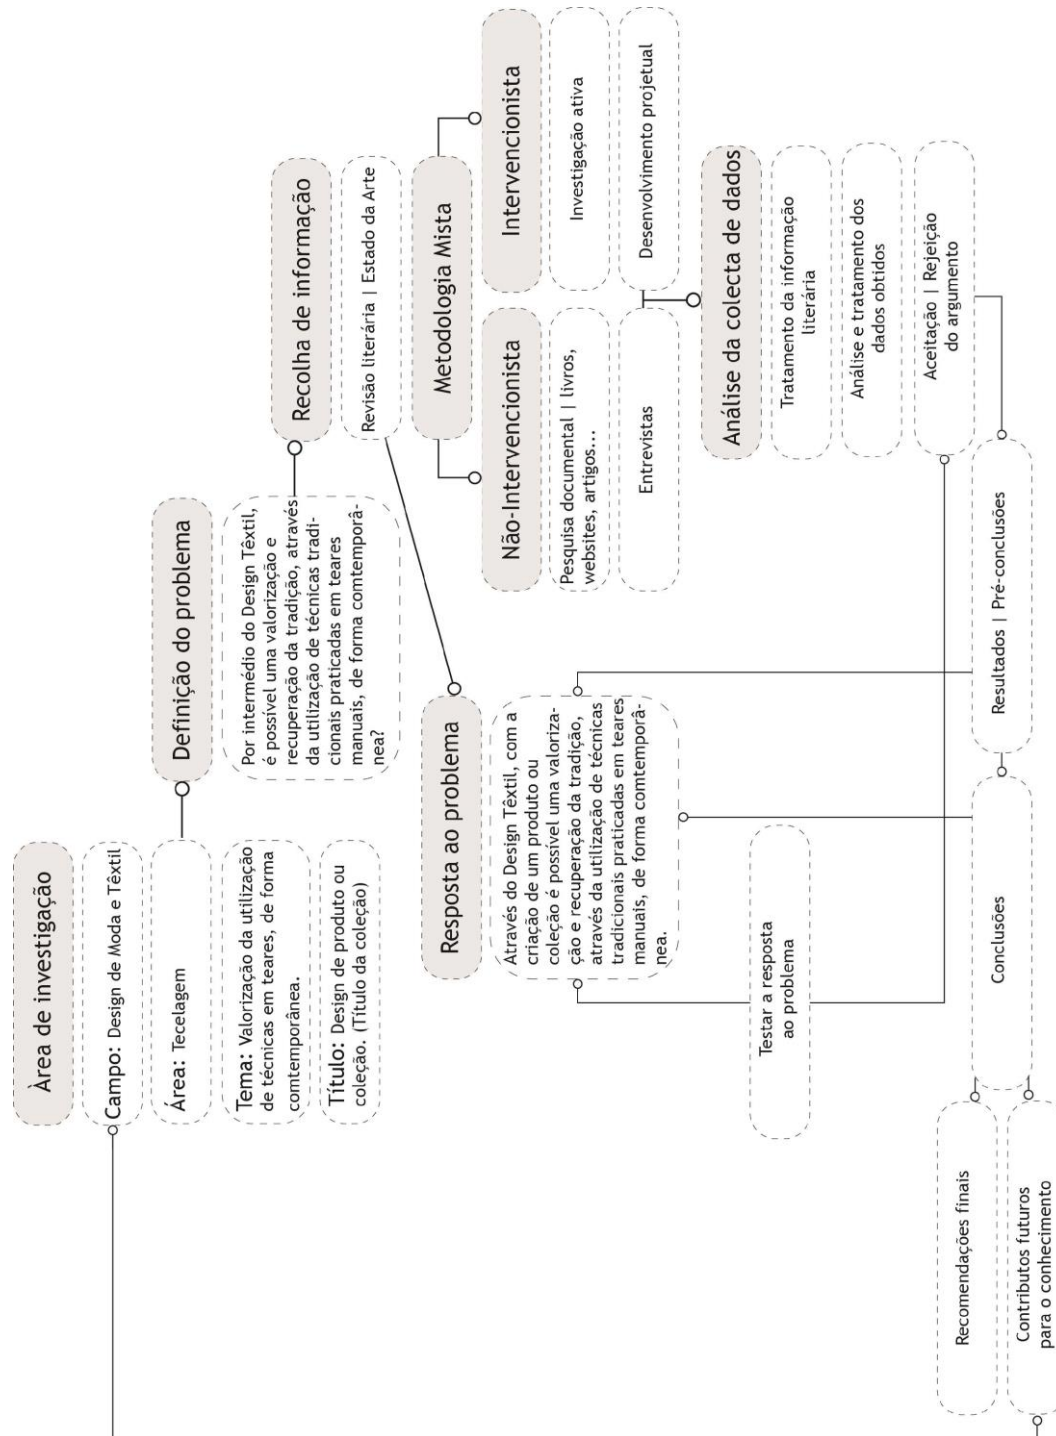 Àrea de investigação
Campo: Design de Moda e Têxtil
Área: Tecelagem
Tema: Valorização da utilização
de técnicas em teares, de forma
comtemporânea.
Título: Design de produto ou
coleção. (Título da coleção)
Definição do problema
Por intermédio do Design Têxtil,
é possível uma valorização e
recuperação da tradição, através
da utilização de técnicas tradi-
cionais praticadas em teares
manuais, de forma comtemporâ-
nea?
Recolha de informação
Revisão literária | Estado da Arte
Metodologia Mista
Não-Intervencionista
Pesquisa documental | livros,
websites, artigos...
Entrevistas
Intervencionista
Investigação ativa
Desenvolvimento projetual
Resposta ao problema
Através do Design Têxtil, com a
criação de um produto ou
coleção é possível uma valoriza-
ção e recuperação da tradição,
através da utilização de técnicas
tradicionais praticadas em teares
manuais, de forma contemporâ-
nea.
Testar a resposta
ao problema
Análise da colecta de dados
Tratamento da informação
literária
Análise e tratamento dos
dados obtidos
Aceitação | Rejeição
do argumento
Resultados | Pré-conclusões
Conclusões
Recomendações finais
Contributos futuros
para o conhecimento